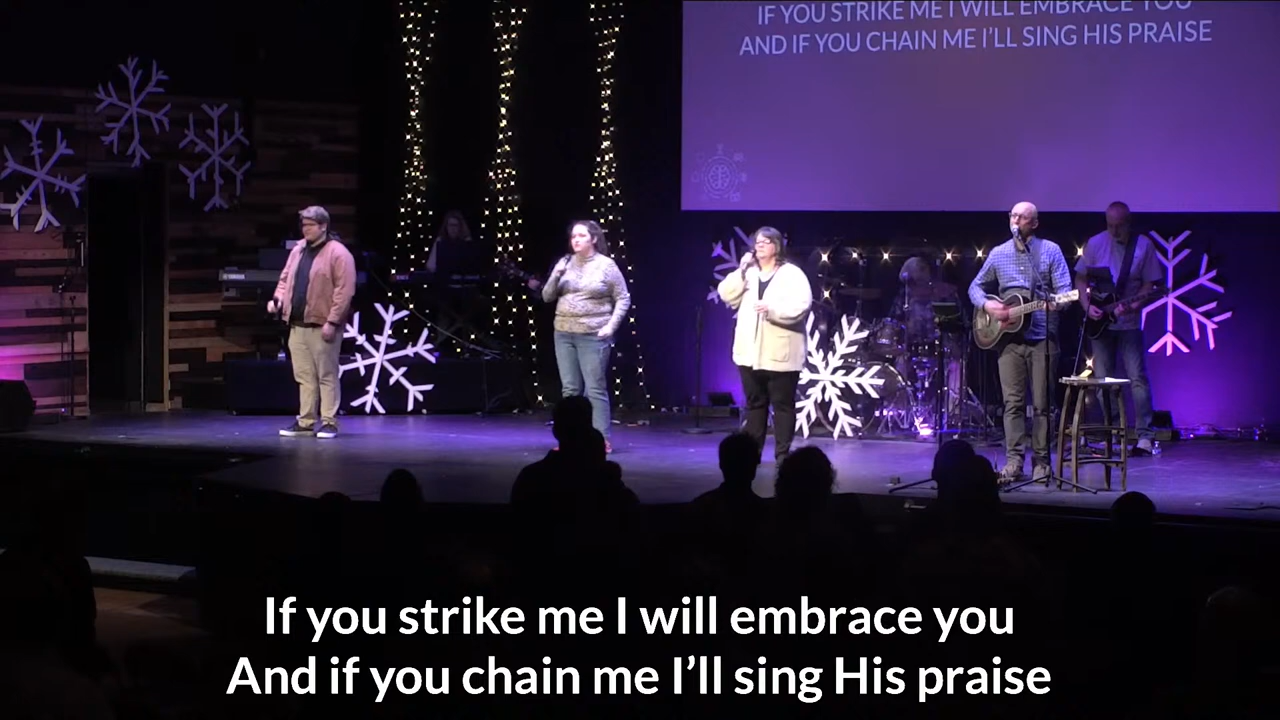 IF YOU STRIKE ME I WILL EMBRACE YOU
AND IF YOU CHAIN ME I'LL SING HIS PRAISE
If you strike me I will embrace you
And if you chain me I’ll sing His praise